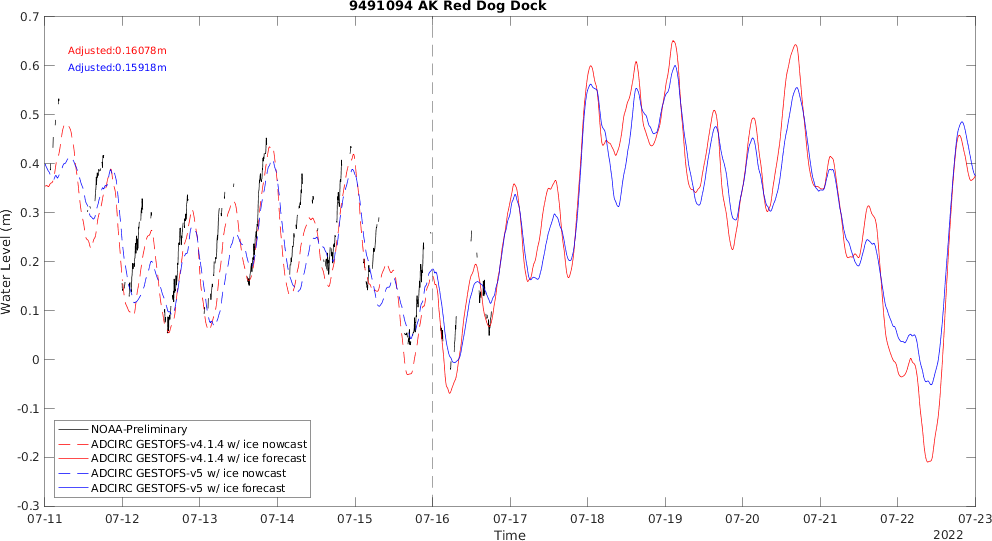 9491094 AK Red Dog Dock
0.7
0.6
0.5
0.4
0.3
0.2
0.1
0
-0.1
-0.2
-0.3
Water Level (m)
Adjusted:0.16078m
Adjusted:0.15918m
NOAA-Preliminary
ADCIRC GESTOFS-v4.1.4 w/ ice nowcast
ADCIRC GESTOFS-v4.1.4 w/ ice forecast
ADCIRC GESTOFS-v5 w/ ice nowcast
ADCIRC GESTOFS-v5 w/ ice forecast
07-11 07-12 07-13 07-14 07-15 07-16 07-17 07-18 07-19 07-20 07-21 07-22 07-23
Time
2022